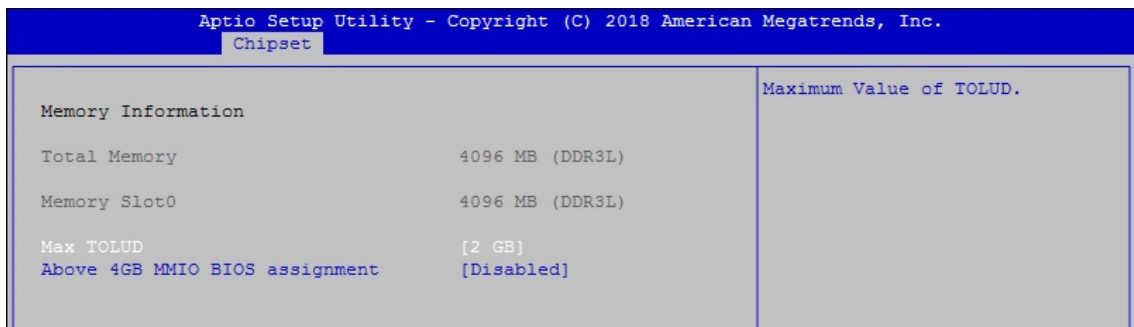 Aptio Setup Utility - Copyright (C) 2018 American Megatrends, Inc.
Chipset
Memory Information
Maximum Value of TOLUD.
Total Memory 4096 MB (DDR3L)
Memory Slot0 4096 MB (DDR3L)
Max TOLUD [2 GB]
Above 4GB MMIO BIOS assignment [Disabled]